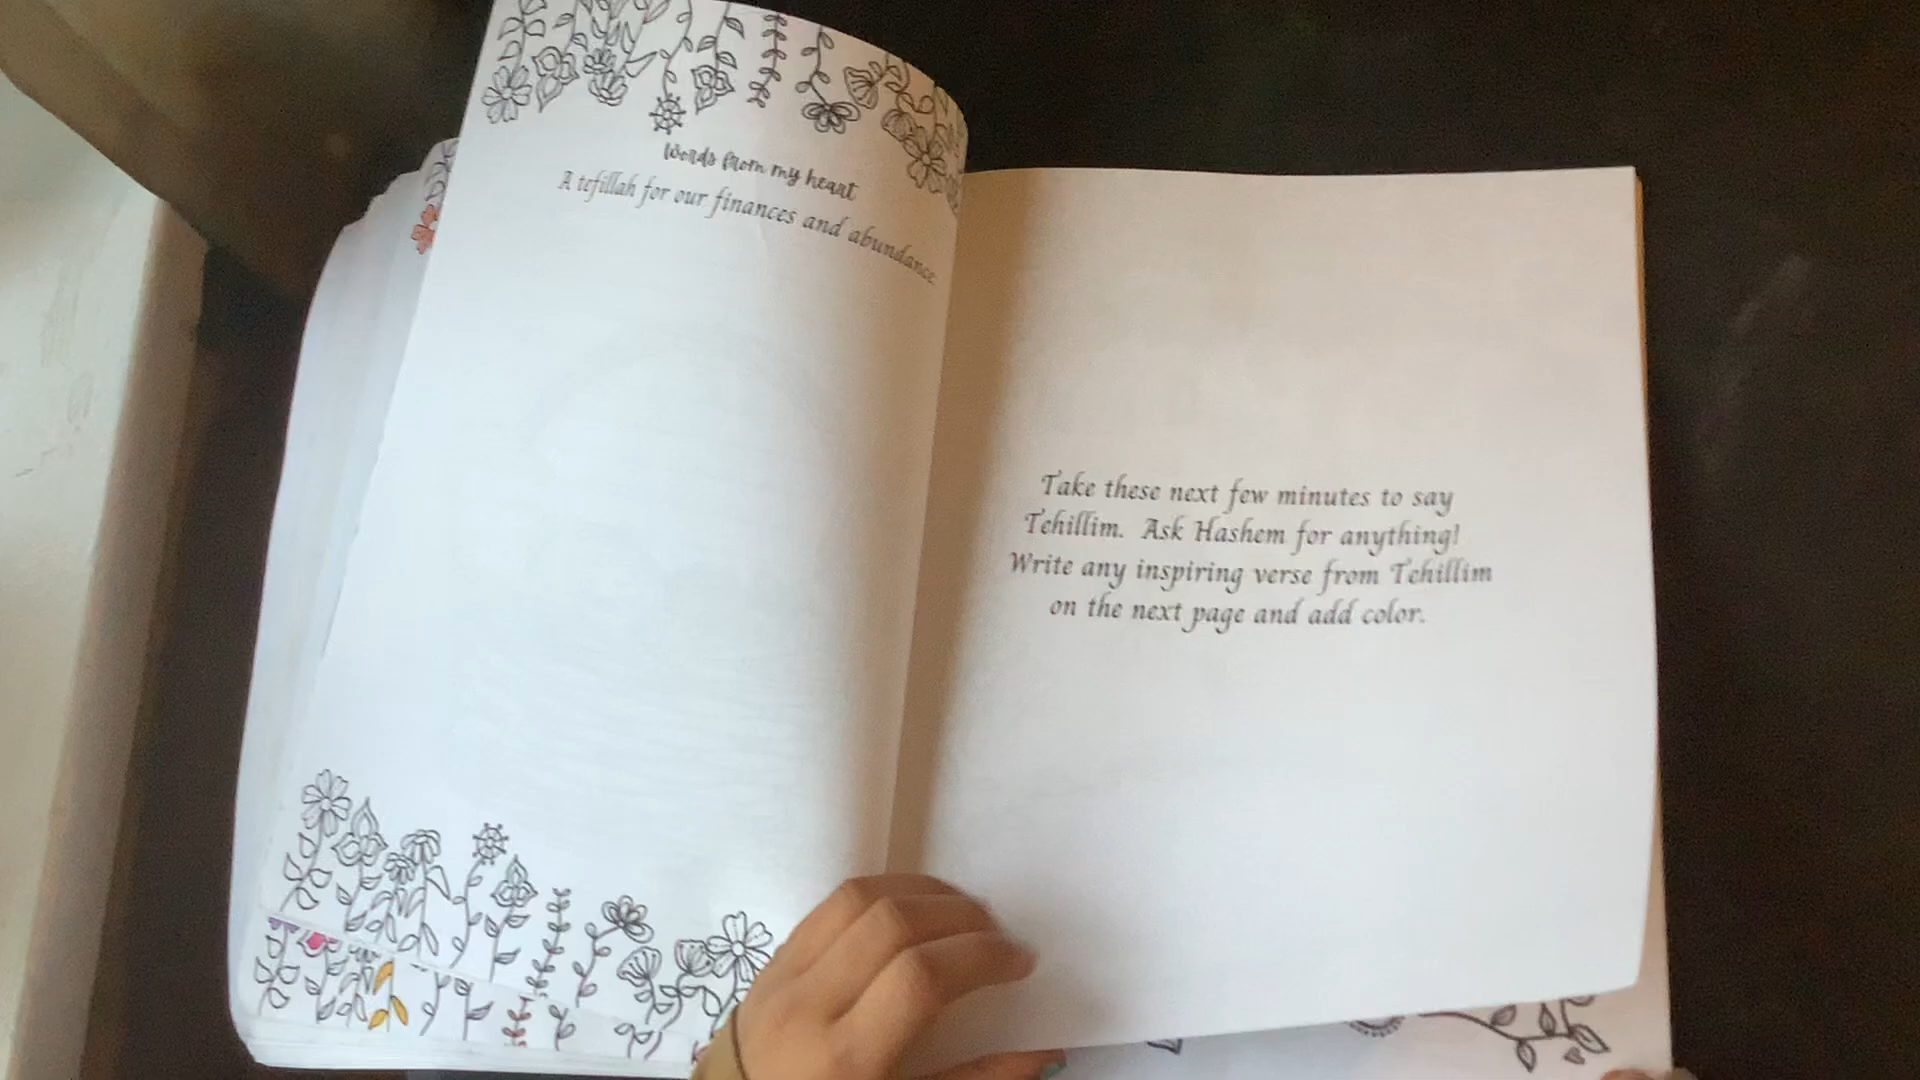 Words from my heart
A tefillah for our finances and abundance.
Take these next few minutes to say
Tehillim. Ask Hashem for anything!
Write any inspiring verse from Tehillim
on the next page and add color.